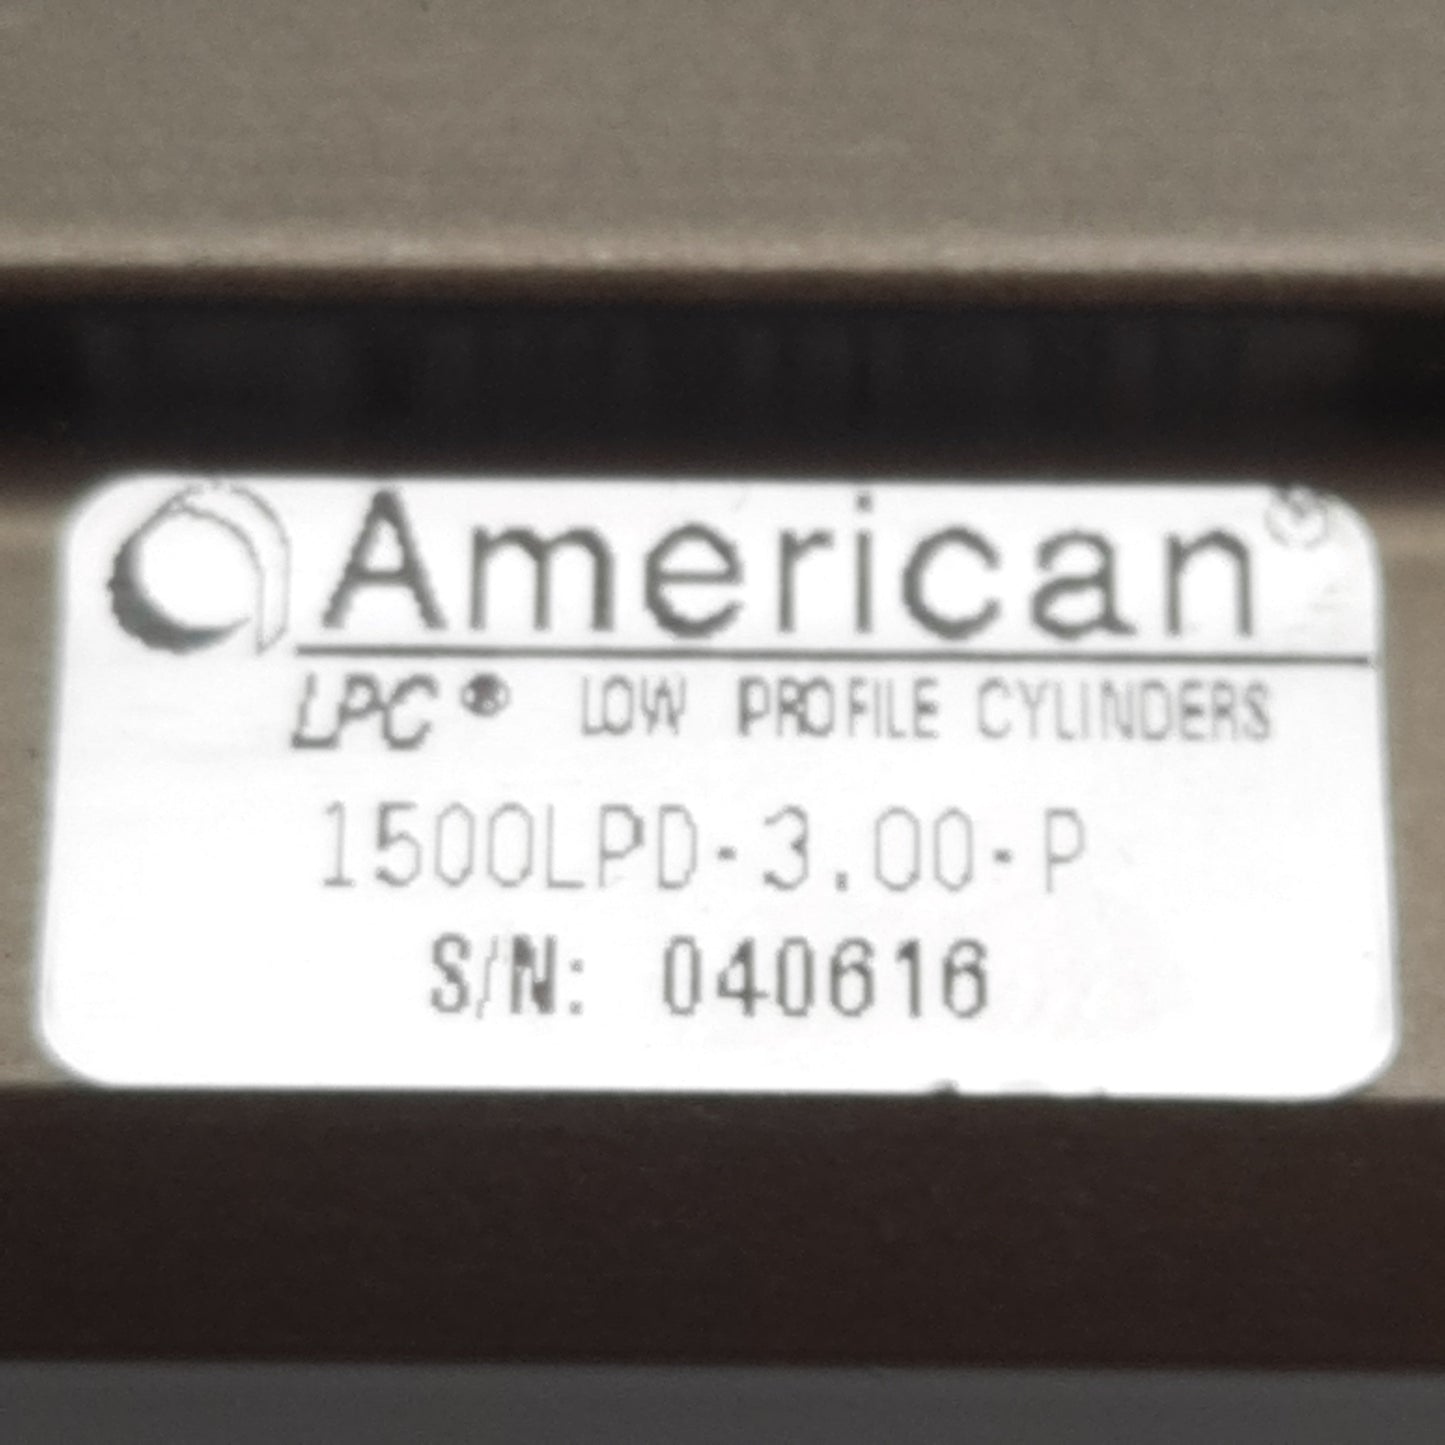 American®
LPC® LOW PROFILE CYLINDERS
1500LPD-3.00-P
S/N: 040616